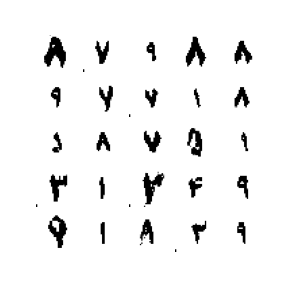 ۸ ۷ ۹ ۸ ۸
۹ ۷ ۷ ۱ ۸
۵ ۸ ۷ ۵ ۱
۳ ۱ ۳ ۴ ۹
۹ ۱ ۸ ۳ ۹